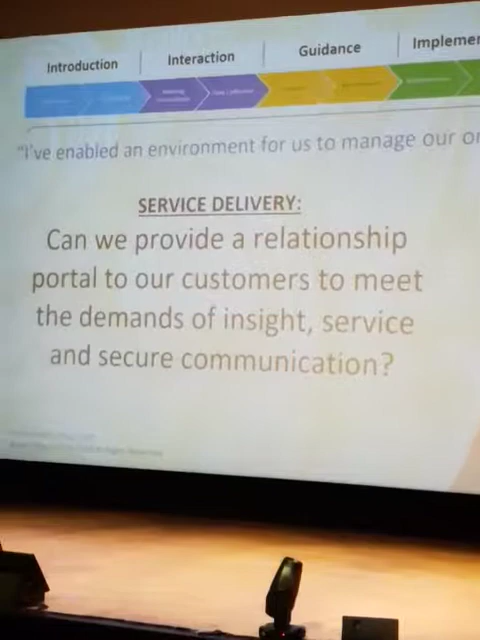 Introduction Interaction Guidance Implemen
"I've enabled an environment for us to manage our or
SERVICE DELIVERY:
Can we provide a relationship
portal to our customers to meet
the demands of insight, service
and secure communication?